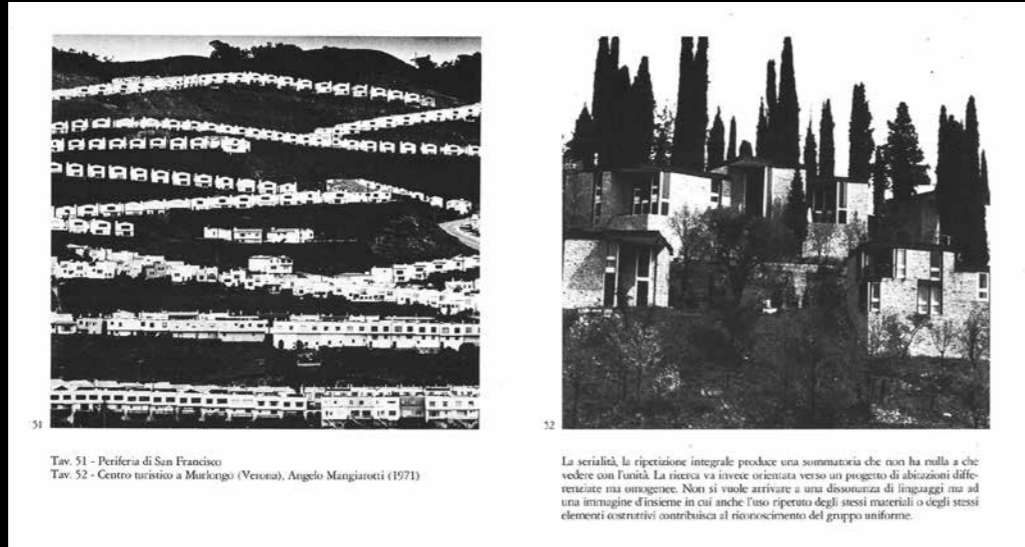 51
Tav. 51 - Periferia di San Francisco
Tav. 52 - Centro turistico a Murlongo (Verona), Angelo Mangiarotti (1971)
52
La serialità, la ripetizione integrale produce una sommatoria che non ha nulla a che
vedere con l'unità. La ricerca va invece orientata verso un progetto di abitazioni diffe-
renziate ma omogenee. Non si vuole arrivare a una dissonanza di linguaggi ma ad
una immagine d'insieme in cui anche l'uso ripetuto degli stessi materiali o degli stessi
elementi costruttivi contribuisca al riconoscimento del gruppo uniforme.